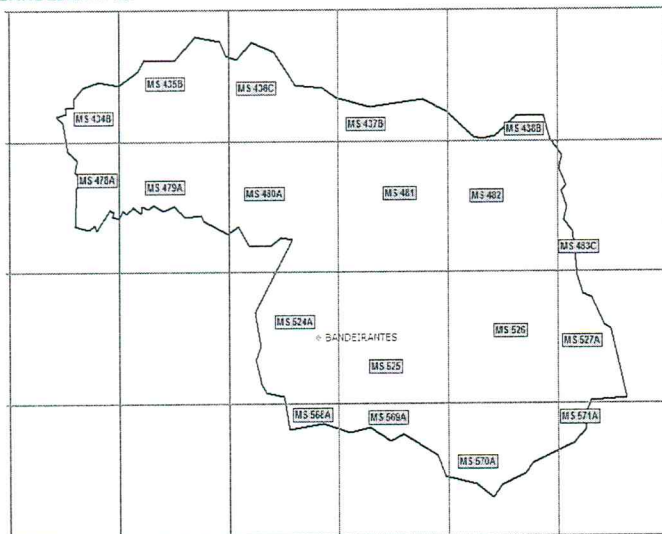 MS 435B
MS 436C
MS 434B
MS 437B
MS 438B
MS 478A
MS 479A
MS 480A
MS 481
MS 482
MS 483C
MS 524A
MS 526
BANDEIRANTES
MS 527A
MS 525
MS 568A
MS 569A
MS 571A
MS 570A